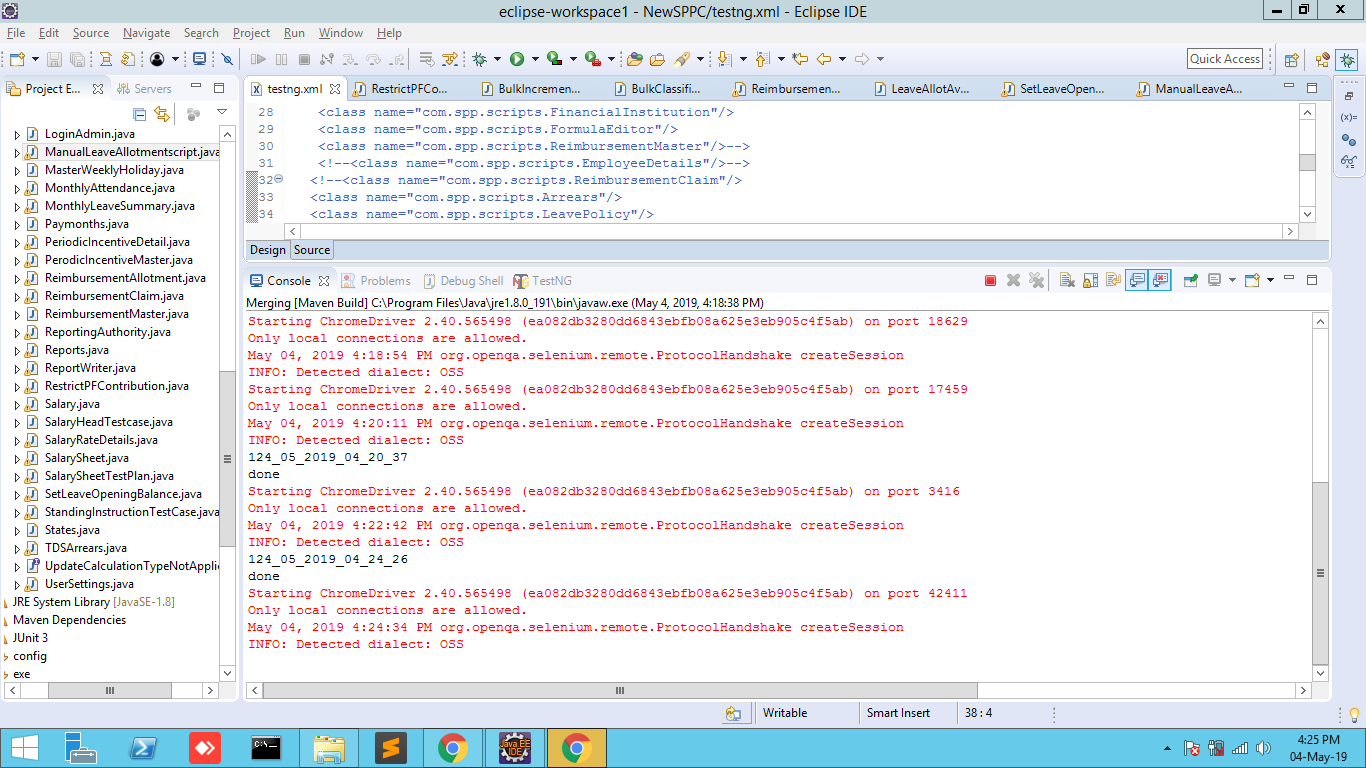 eclipse-workspace1 - NewSPPC/testng.xml - Eclipse IDE
File Edit Source Navigate Search Project Run Window Help
Quick Access
Project E...
Servers
testng.xml
RestrictPFCo...
BulkIncremen...
BulkClassifi...
Reimbursemen...
LeaveAllotAv...
SetLeaveOpen...
ManualLeaveA...
LoginAdmin.java
ManualLeaveAllotmentscript.java
MasterWeeklyHoliday.java
MonthlyAttendance.java
MonthlyLeaveSummary.java
Paymonths.java
PeriodicIncentiveDetail.java
PerodicIncentiveMaster.java
ReimbursementAllotment.java
ReimbursementClaim.java
ReimbursementMaster.java
ReportingAuthority.java
Reports.java
ReportWriter.java
RestrictPFContribution.java
Salary.java
SalaryHeadTestcase.java
SalaryRateDetails.java
SalarySheet.java
SalarySheetTestPlan.java
SetLeaveOpeningBalance.java
StandingInstructionTestCase.java
States.java
TDSArrears.java
UpdateCalculationTypeNotAppli
UserSettings.java
JRE System Library [JavaSE-1.8]
Maven Dependencies
JUnit 3
config
exe
28 <class name="com.spp.scripts.FinancialInstitution"/>
29 <class name="com.spp.scripts.FormulaEditor"/>
30 <class name="com.spp.scripts.ReimbursementMaster"/>-->
31 <!--<class name="com.spp.scripts.EmployeeDetails"/>-->
32 <!--<class name="com.spp.scripts.ReimbursementClaim"/>
33 <class name="com.spp.scripts.Arrears"/>
34 <class name="com.spp.scripts.LeavePolicy"/>
Design Source
Console Problems Debug Shell TestNG
Merging [Maven Build] C:\Program Files\Java\jre1.8.0_191\bin\javaw.exe (May 4, 2019, 4:18:38 PM)
Starting ChromeDriver 2.40.565498 (ea082db3280dd6843ebfb08a625e3eb905c4f5ab) on port 18629
Only local connections are allowed.
May 04, 2019 4:18:54 PM org.openqa.selenium.remote.ProtocolHandshake createSession
INFO: Detected dialect: OSS
Starting ChromeDriver 2.40.565498 (ea082db3280dd6843ebfb08a625e3eb905c4f5ab) on port 17459
Only local connections are allowed.
May 04, 2019 4:20:11 PM org.openqa.selenium.remote.ProtocolHandshake createSession
INFO: Detected dialect: OSS
124_05_2019_04_20_37
done
Starting ChromeDriver 2.40.565498 (ea082db3280dd6843ebfb08a625e3eb905c4f5ab) on port 3416
Only local connections are allowed.
May 04, 2019 4:22:42 PM org.openqa.selenium.remote.ProtocolHandshake createSession
INFO: Detected dialect: OSS
124_05_2019_04_24_26
done
Starting ChromeDriver 2.40.565498 (ea082db3280dd6843ebfb08a625e3eb905c4f5ab) on port 42411
Only local connections are allowed.
May 04, 2019 4:24:34 PM org.openqa.selenium.remote.ProtocolHandshake createSession
INFO: Detected dialect: OSS
Writable
Smart Insert
38 : 4
Java EE
IDE
4:25 PM
04-May-19